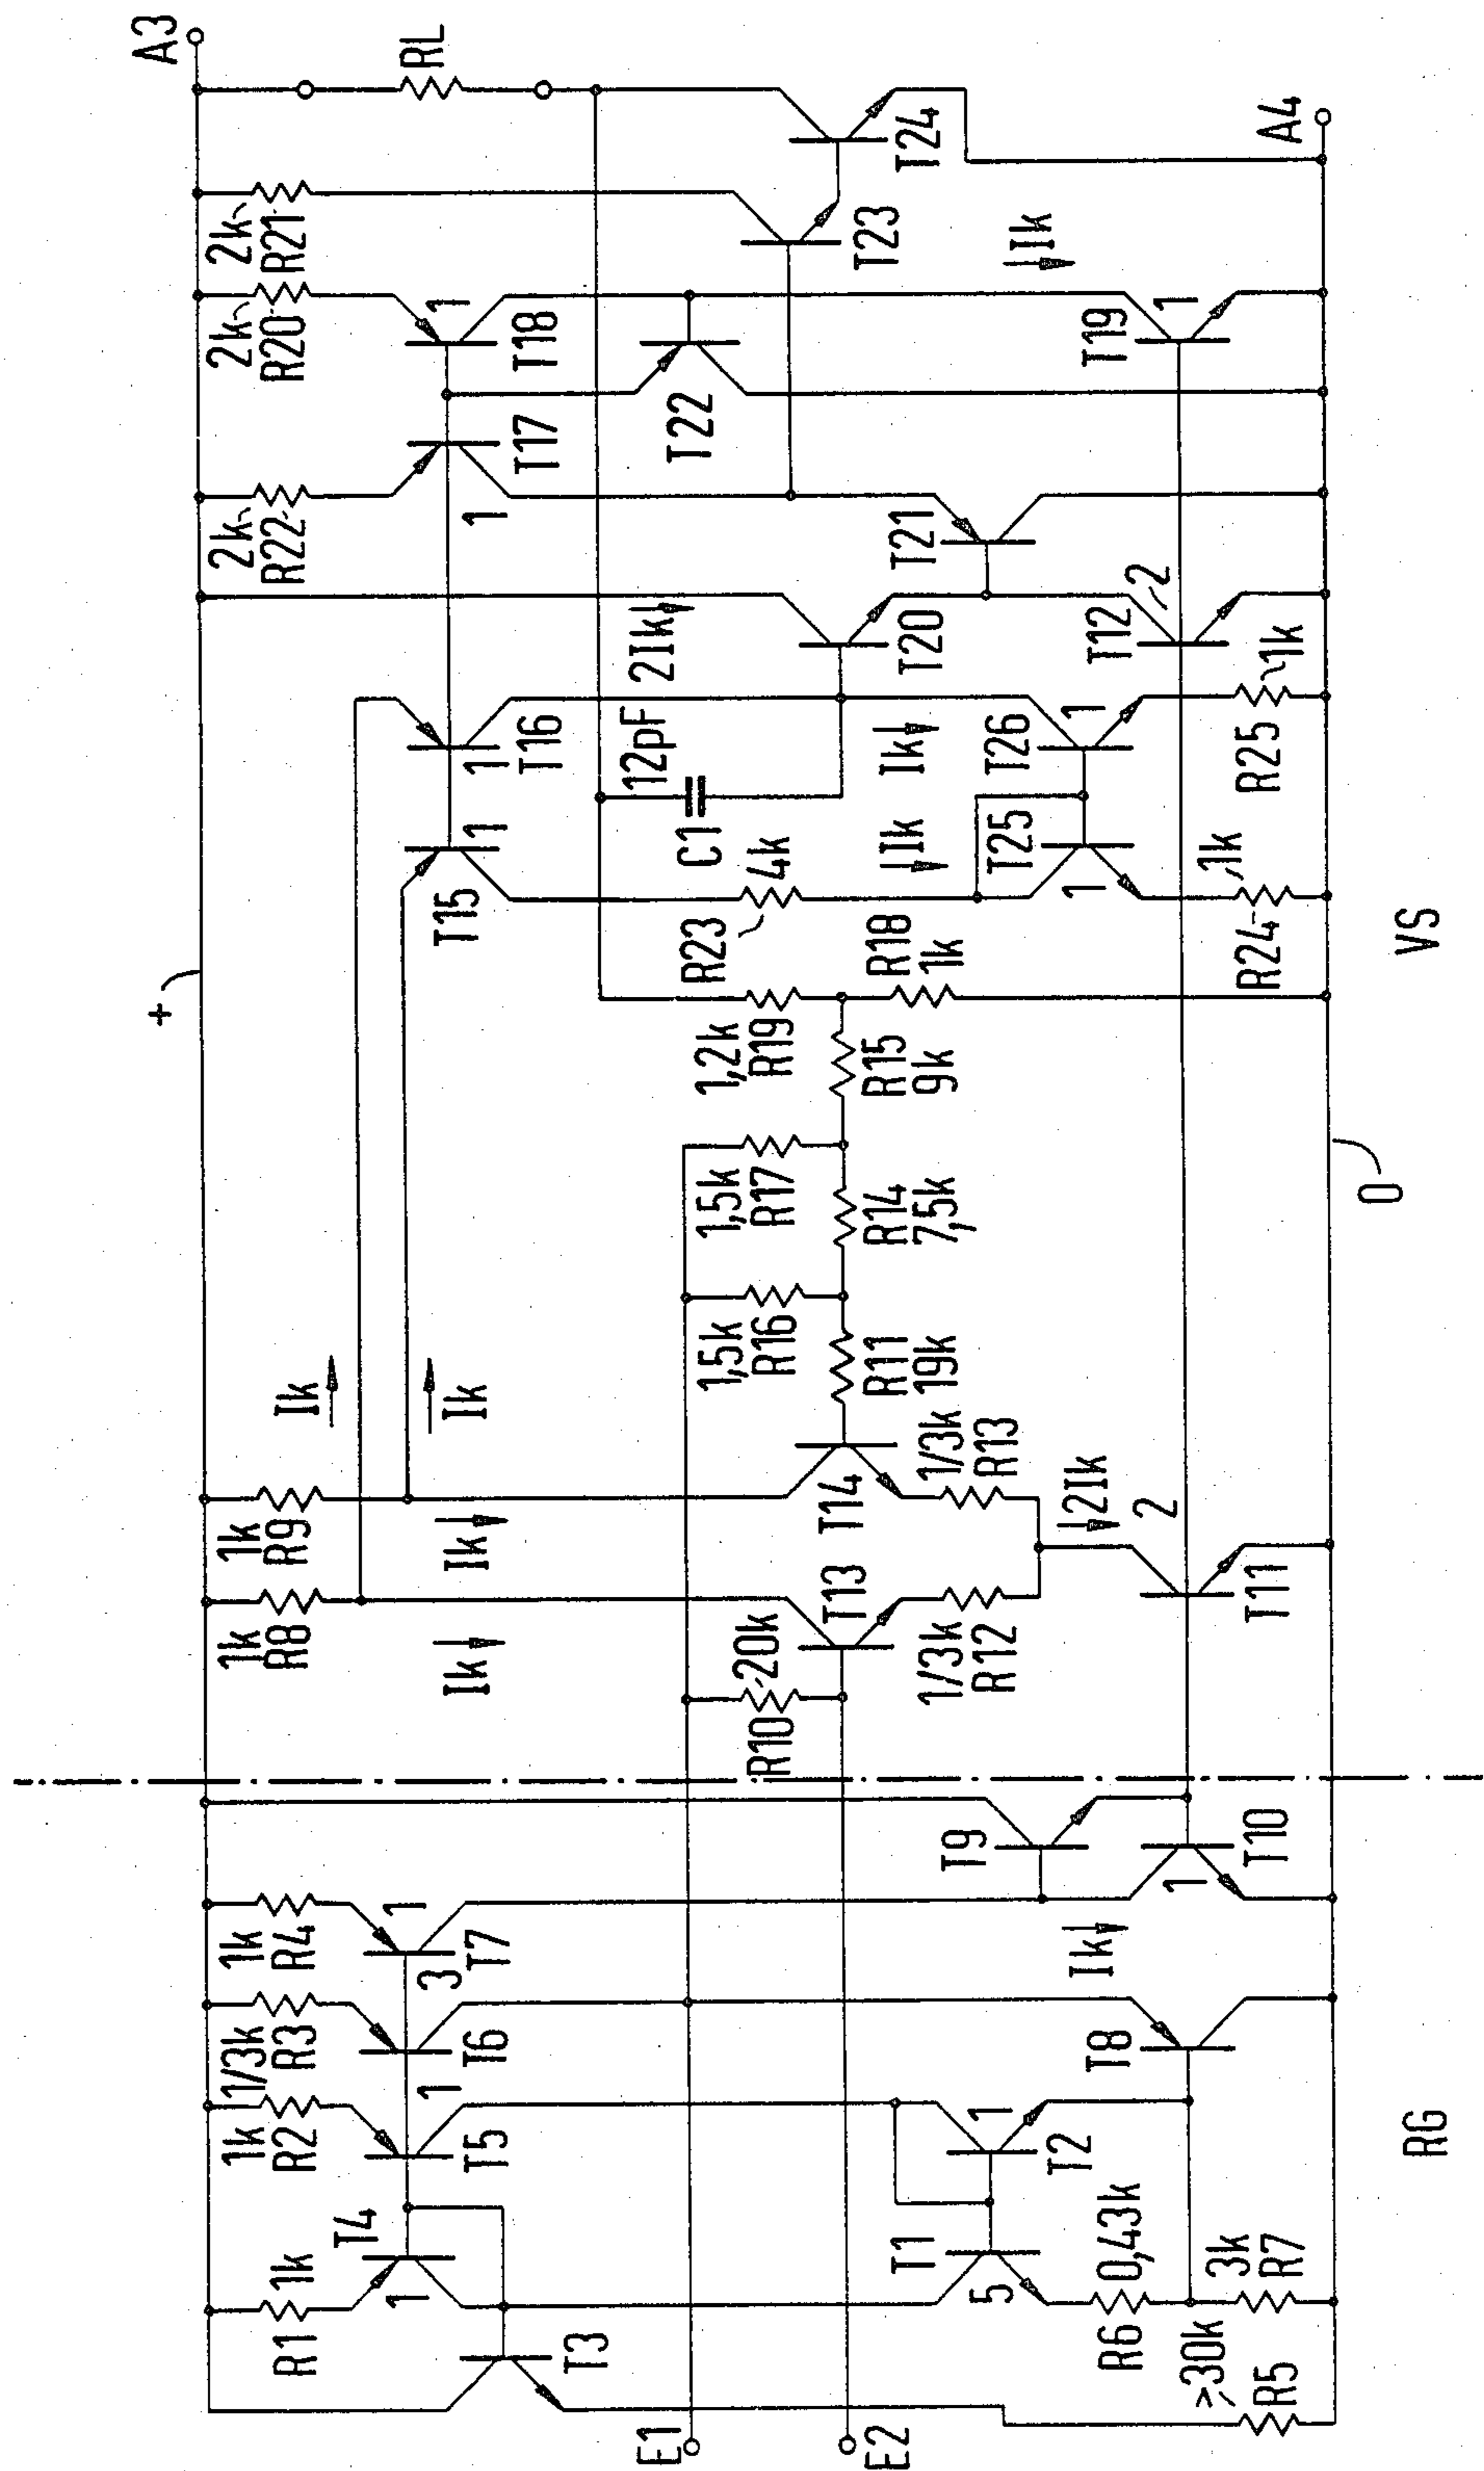 A3
RL
T24
A4
2k
R21
T23
Ik
2k
R20
1
T18
T22
1
T19
2k
R22
T17
1
T21
2
T12
1k
2Ik
T20
T16
1
12pF
C1
Ik
T26
1
R25
T15
1
4k
R23
Ik
T25
1
1k
R24
R18
1k
VS
+
1,2k
R19
R15
9k
1,5k
R17
R14
7,5k
0
1,5k
R16
R11
19k
Ik
Ik
1k
R9
Ik
T14
1/3k
R13
2Ik
2
T11
1k
R8
Ik
T13
20k
R10
1/3k
R12
T9
T10
1
1k
R4
1
T7
3
Ik
1/3k
R3
T6
1
T8
1k
R2
T5
1
T2
RG
T4
1k
R1
1
T1
5
0,43k
R6
3k
R7
T3
>30k
R5
E1
E2